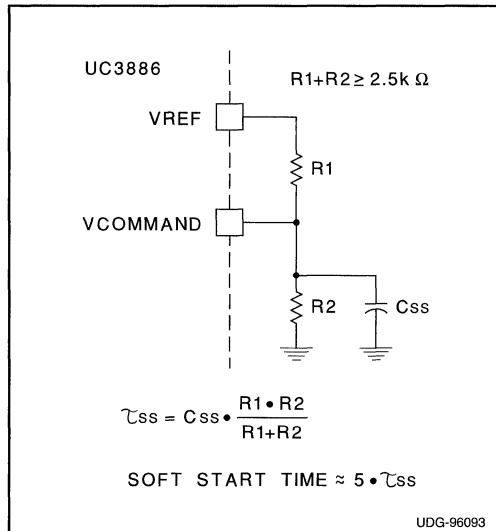 UC3886
R1+R2 ≥ 2.5k Ω
VREF
R1
VCOMMAND
R2
Css
τss = Css • R1 • R2 / R1+R2
SOFT START TIME ≈ 5 • τss
UDG-96093